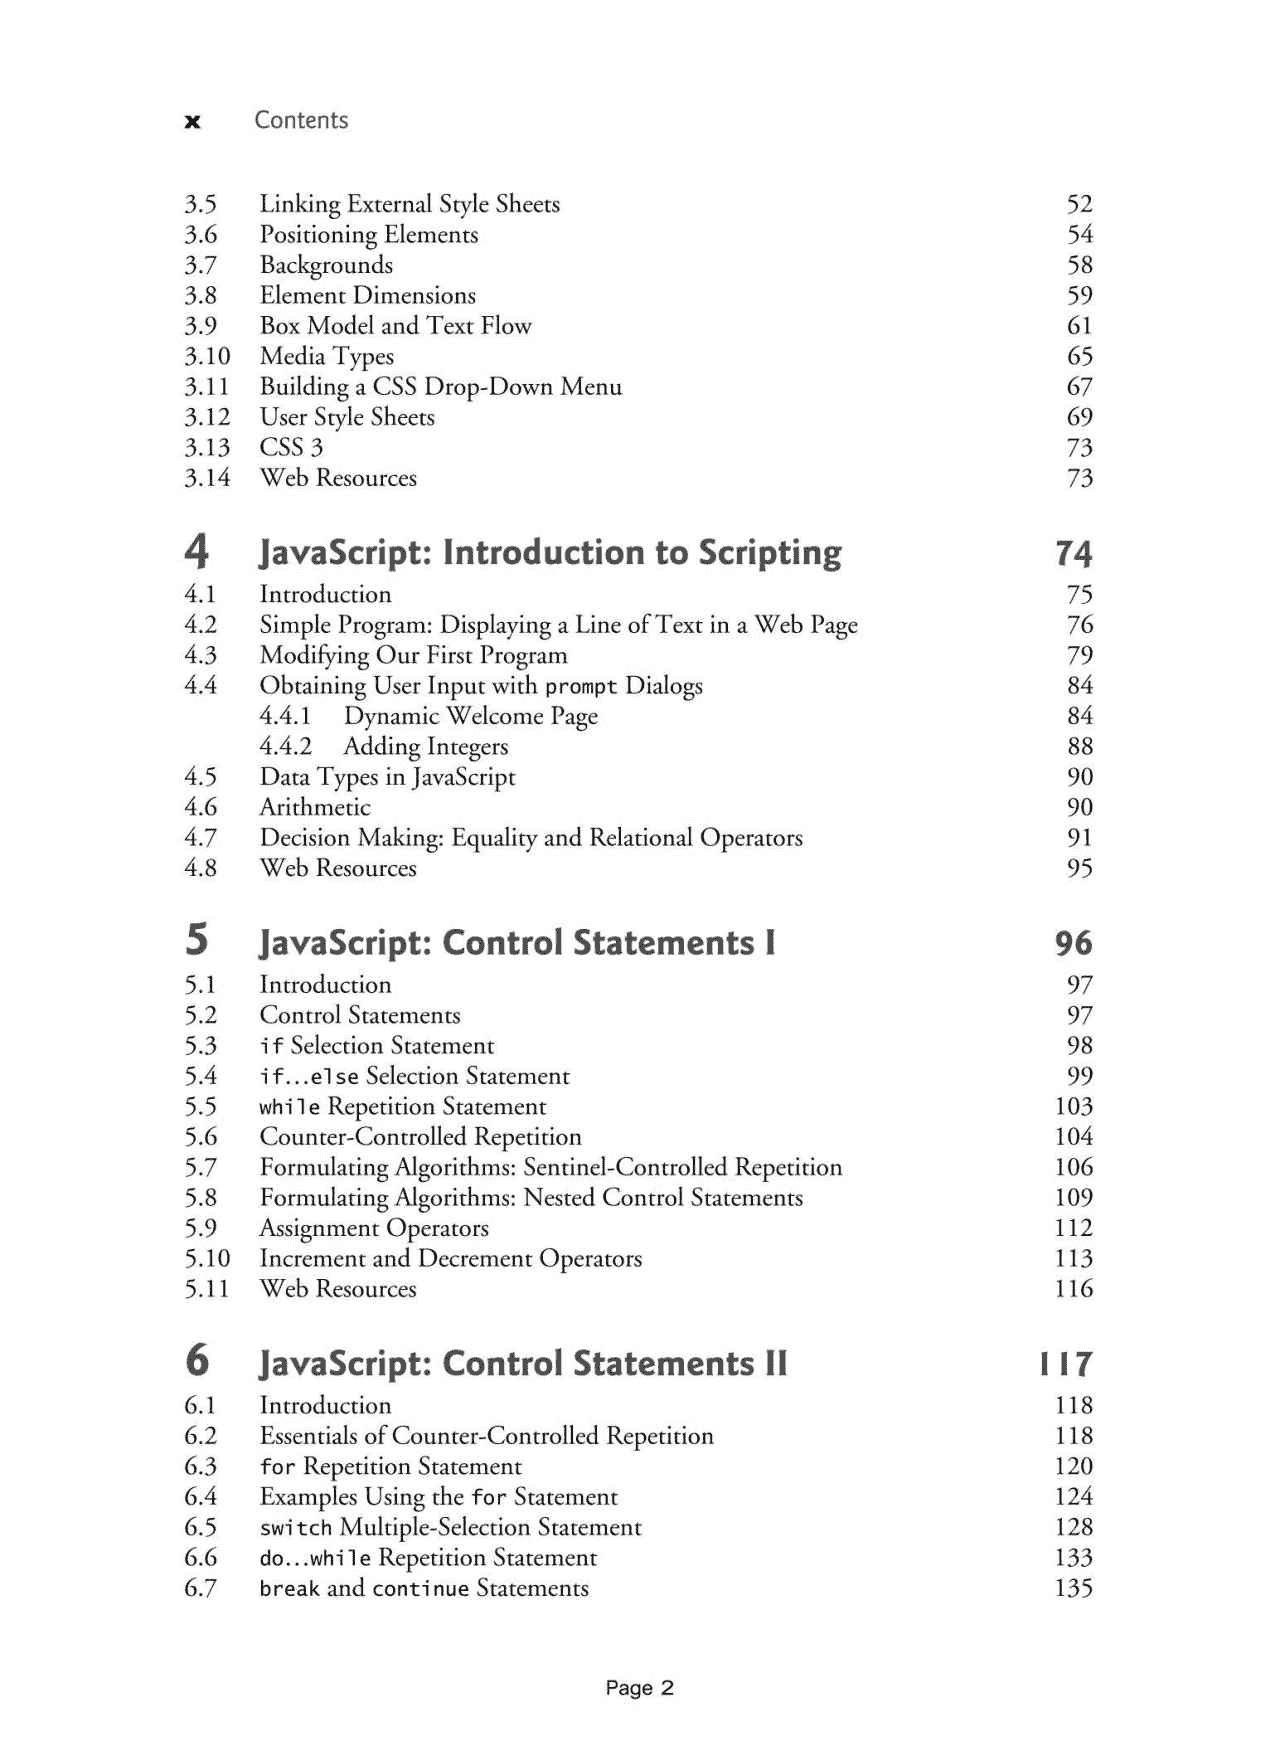 x Contents
3.5 Linking External Style Sheets 52
3.6 Positioning Elements 54
3.7 Backgrounds 58
3.8 Element Dimensions 59
3.9 Box Model and Text Flow 61
3.10 Media Types 65
3.11 Building a CSS Drop-Down Menu 67
3.12 User Style Sheets 69
3.13 CSS 3 73
3.14 Web Resources 73
4 JavaScript: Introduction to Scripting 74
4.1 Introduction 75
4.2 Simple Program: Displaying a Line of Text in a Web Page 76
4.3 Modifying Our First Program 79
4.4 Obtaining User Input with prompt Dialogs 84
4.4.1 Dynamic Welcome Page 84
4.4.2 Adding Integers 88
4.5 Data Types in JavaScript 90
4.6 Arithmetic 90
4.7 Decision Making: Equality and Relational Operators 91
4.8 Web Resources 95
5 JavaScript: Control Statements I 96
5.1 Introduction 97
5.2 Control Statements 97
5.3 if Selection Statement 98
5.4 if...else Selection Statement 99
5.5 while Repetition Statement 103
5.6 Counter-Controlled Repetition 104
5.7 Formulating Algorithms: Sentinel-Controlled Repetition 106
5.8 Formulating Algorithms: Nested Control Statements 109
5.9 Assignment Operators 112
5.10 Increment and Decrement Operators 113
5.11 Web Resources 116
6 JavaScript: Control Statements II 117
6.1 Introduction 118
6.2 Essentials of Counter-Controlled Repetition 118
6.3 for Repetition Statement 120
6.4 Examples Using the for Statement 124
6.5 switch Multiple-Selection Statement 128
6.6 do...while Repetition Statement 133
6.7 break and continue Statements 135
Page 2